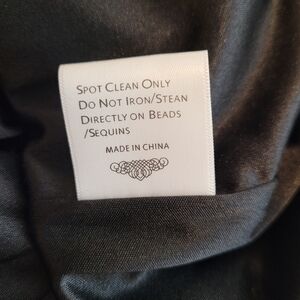 Spot Clean Only
Do Not Iron/Stean
Directly on Beads
/Sequins
MADE IN CHINA